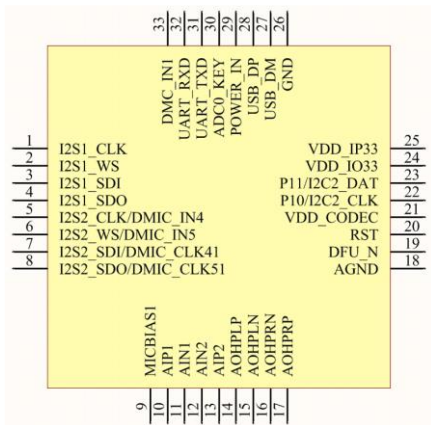 33 32 31 30 29 28 27 26
DMC_IN1
UART_RXD
UART_TXD
ADC0_KEY
POWER_IN
USB_DP
USB_DM
GND
1 I2S1_CLK
2 I2S1_WS
3 I2S1_SDI
4 I2S1_SDO
5 I2S2_CLK/DMIC_IN4
6 I2S2_WS/DMIC_IN5
7 I2S2_SDI/DMIC_CLK41
8 I2S2_SDO/DMIC_CLK51
VDD_IP33 25
VDD_IO33 24
P11/I2C2_DAT 23
P10/I2C2_CLK 22
VDD_CODEC 21
RST 20
DFU_N 19
AGND 18
MICBIAS1
AIP1
AIN1
AIN2
AIP2
AOHPLP
AOHPLN
AOHPRN
AOHPRP
9 10 11 12 13 14 15 16 17